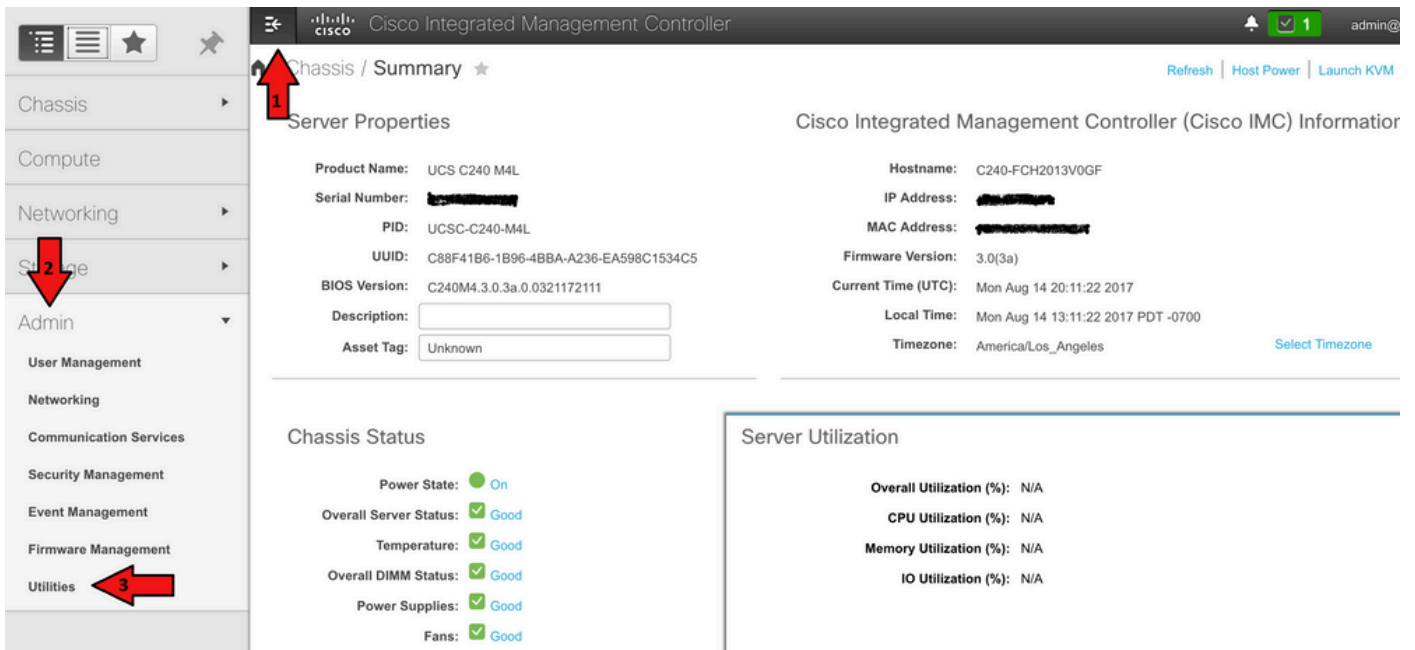 CISCO Cisco Integrated Management Controller 1 admin@
Chassis / Summary Refresh | Host Power | Launch KVM
1
Chassis
Compute
Networking
2
Admin
User Management
Networking
Communication Services
Security Management
Event Management
Firmware Management
Utilities 3
Server Properties
Product Name: UCS C240 M4L
Serial Number:
PID: UCSC-C240-M4L
UUID: C88F41B6-1B96-4BBA-A236-EA598C1534C5
BIOS Version: C240M4.3.0.3a.0.0321172111
Description:
Asset Tag: Unknown
Cisco Integrated Management Controller (Cisco IMC) Information
Hostname: C240-FCH2013V0GF
IP Address:
MAC Address:
Firmware Version: 3.0(3a)
Current Time (UTC): Mon Aug 14 20:11:22 2017
Local Time: Mon Aug 14 13:11:22 2017 PDT -0700
Timezone: America/Los_Angeles Select Timezone
Chassis Status
Power State: On
Overall Server Status: Good
Temperature: Good
Overall DIMM Status: Good
Power Supplies: Good
Fans: Good
Server Utilization
Overall Utilization (%): N/A
CPU Utilization (%): N/A
Memory Utilization (%): N/A
IO Utilization (%): N/A